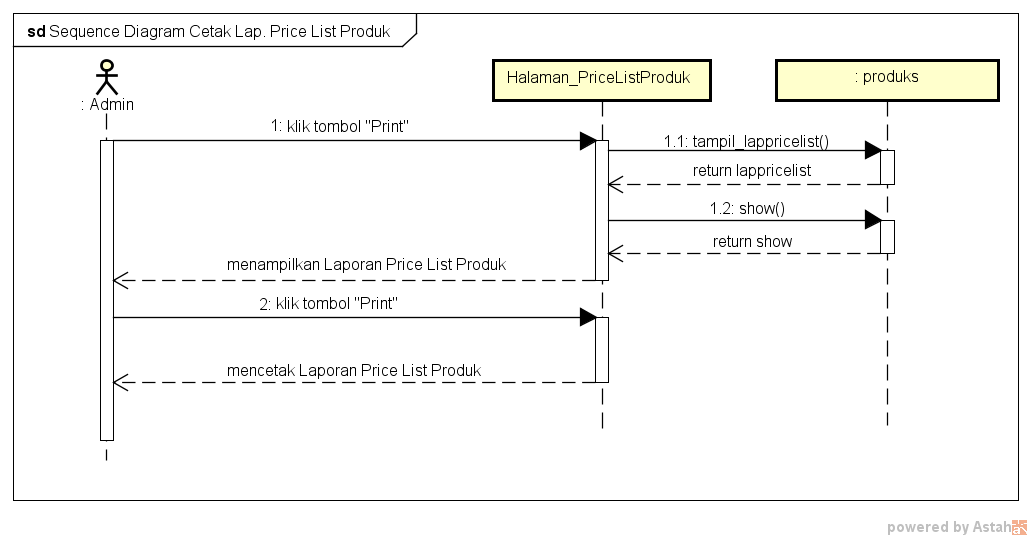 sd Sequence Diagram Cetak Lap. Price List Produk
: Admin
Halaman_PriceListProduk
: produks
1: klik tombol "Print"
1.1: tampil_lappricelist()
return lappricelist
1.2: show()
return show
menampilkan Laporan Price List Produk
2: klik tombol "Print"
mencetak Laporan Price List Produk
powered by Astah